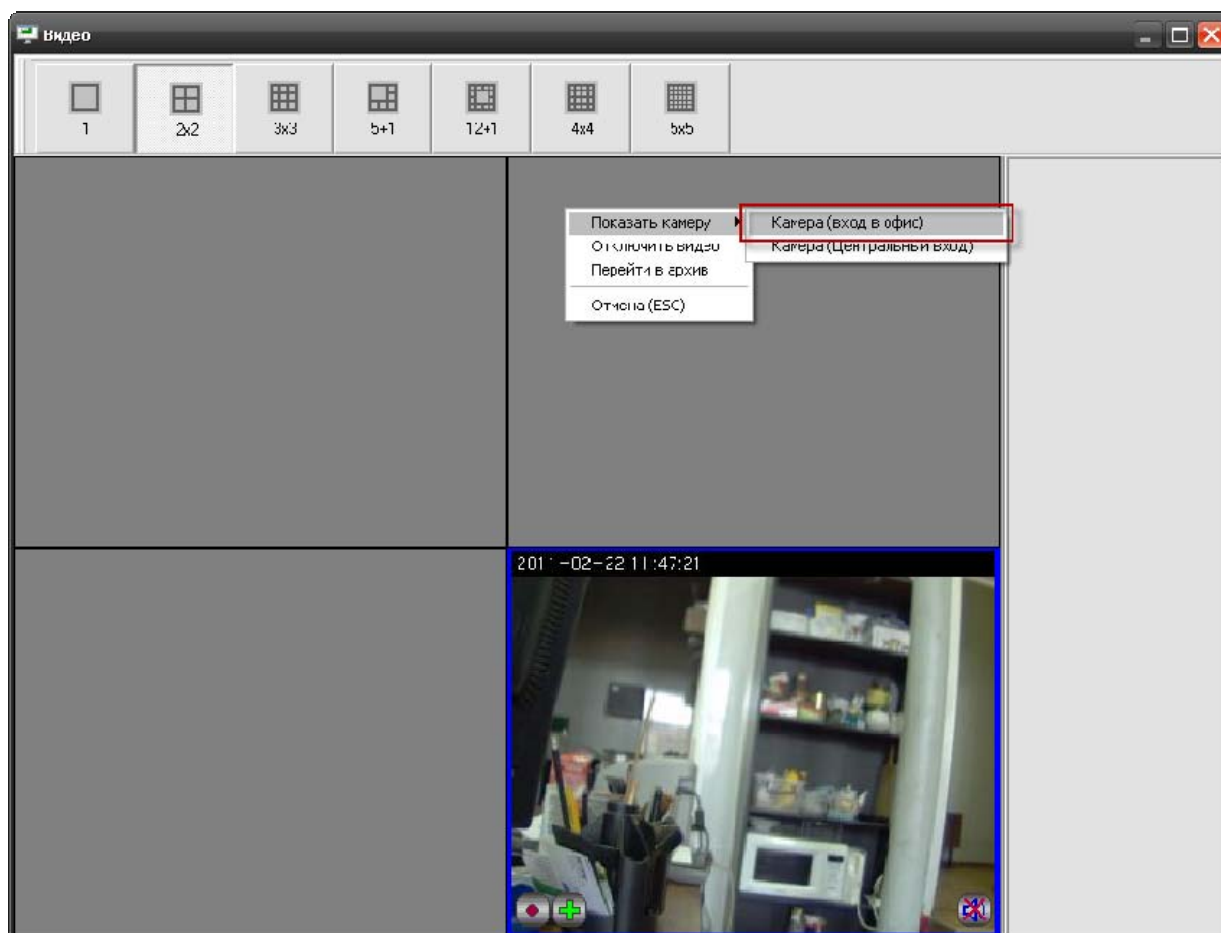 Видео
1 2x2 3x3 5+1 12+1 4x4 5x5
Показать камеру
Камера (вход в офис)
Отключить видео
Камера (Центральный вход)
Перейти в архив
Отмена (ESC)
2011-02-22 11:47:21